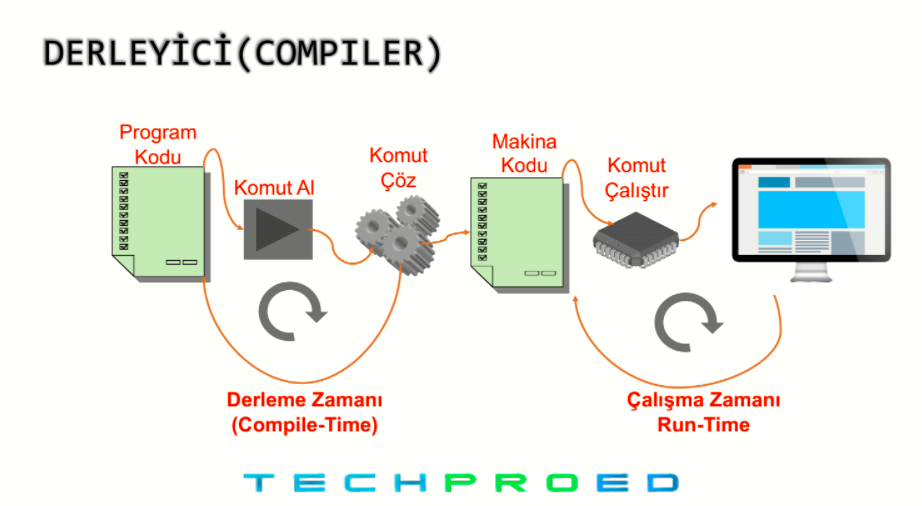 DERLEYİCİ(COMPILER)
Program
Kodu
Komut Al
Komut
Çöz
Makina
Kodu
Komut
Çalıştır
Derleme Zamanı
(Compile-Time)
Çalışma Zamanı
Run-Time
TECHPROED